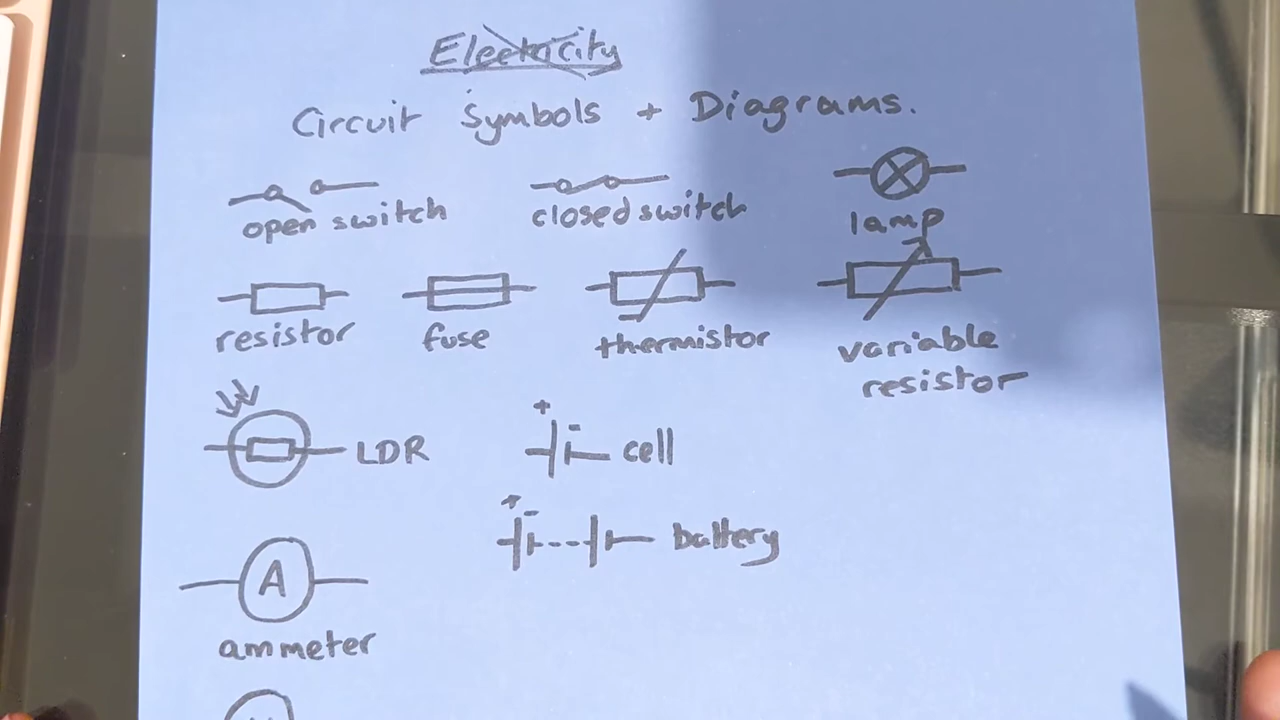 Electricity
Circuit Symbols + Diagrams.
open switch
closed switch
lamp
resistor
fuse
thermistor
variable
resistor
LDR
+
-
cell
+
-
battery
A
ammeter